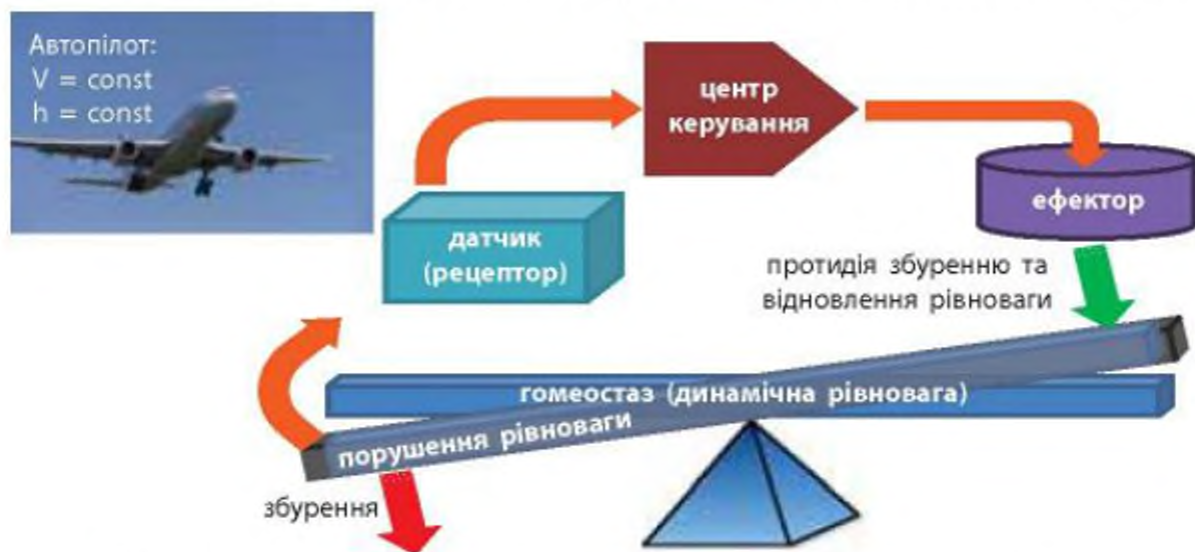 Автопілот:
V = const
h = const
центр
керування
датчик
(рецептор)
ефектор
протидія збуренню та
відновлення рівноваги
гомеостаз (динамічна рівновага)
порушення рівноваги
збурення